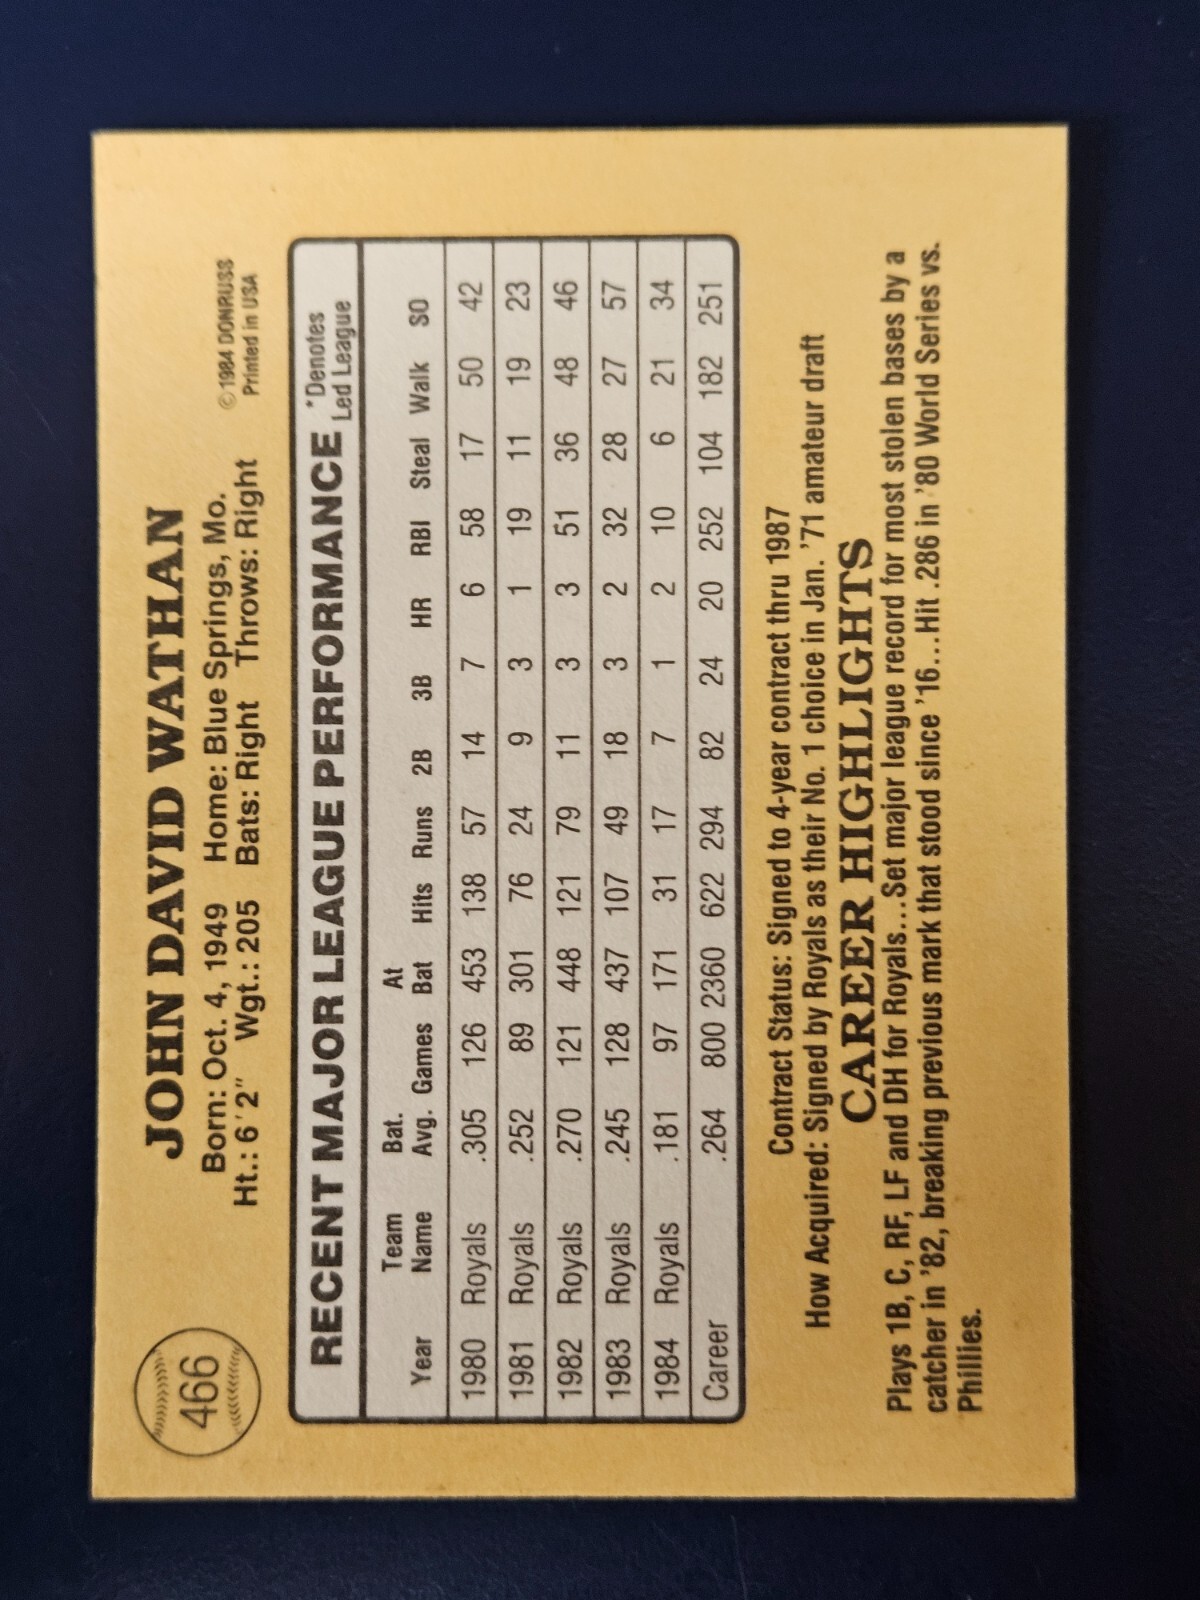 466
JOHN DAVID WATHAN
©1984 DONRUSS
Printed in USA
Born: Oct. 4, 1949 Home: Blue Springs, Mo.
Ht.: 6'2" Wgt.: 205 Bats: Right Throws: Right
RECENT MAJOR LEAGUE PERFORMANCE *Denotes Led League
Year Team Name Bat. Avg. Games At Bat Hits Runs 2B 3B HR RBI Steal Walk SO
1980 Royals .305 126 453 138 57 14 7 6 58 17 50 42
1981 Royals .252 89 301 76 24 9 3 1 19 11 19 23
1982 Royals .270 121 448 121 79 11 3 3 51 36 48 46
1983 Royals .245 128 437 107 49 18 3 2 32 28 27 57
1984 Royals .181 97 171 31 17 7 1 2 10 6 21 34
Career .264 800 2360 622 294 82 24 20 252 104 182 251
Contract Status: Signed to 4-year contract thru 1987
How Acquired: Signed by Royals as their No. 1 choice in Jan. '71 amateur draft
CAREER HIGHLIGHTS
Plays 1B, C, RF, LF and DH for Royals...Set major league record for most stolen bases by a
catcher in '82, breaking previous mark that stood since '16...Hit .286 in '80 World Series vs.
Phillies.